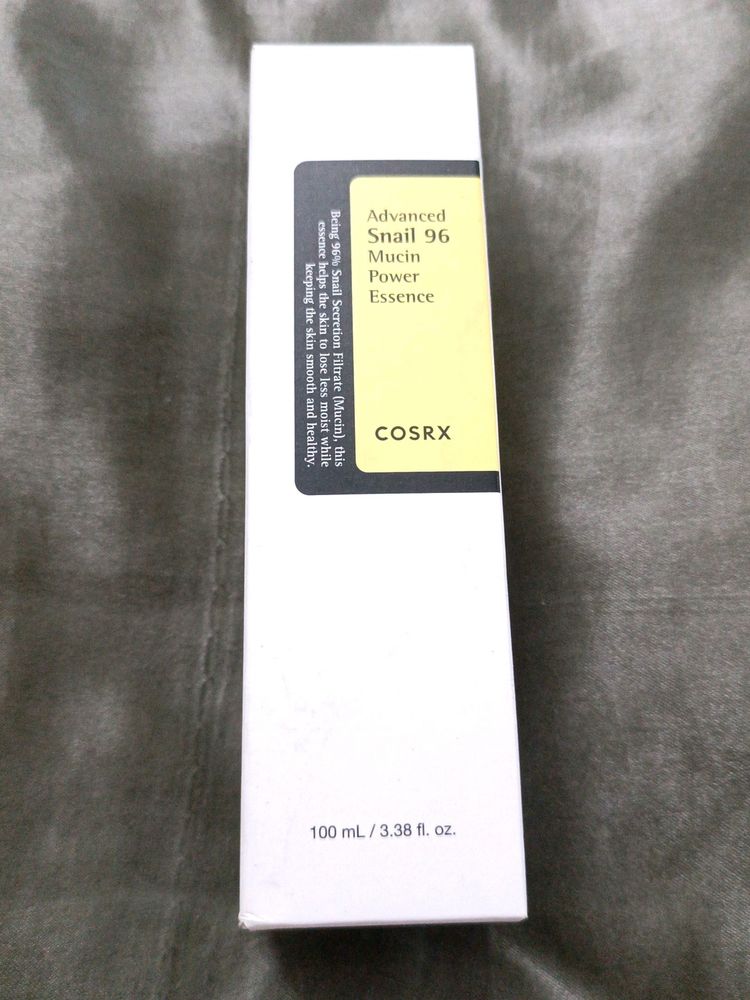 Advanced
Snail 96
Mucin
Power
Essence
COSRX
Being 96% Snail Secretion Filtrate (Mucin), this
essence helps the skin to lose less moist while
keeping the skin smooth and healthy.
100 mL / 3.38 fl. oz.